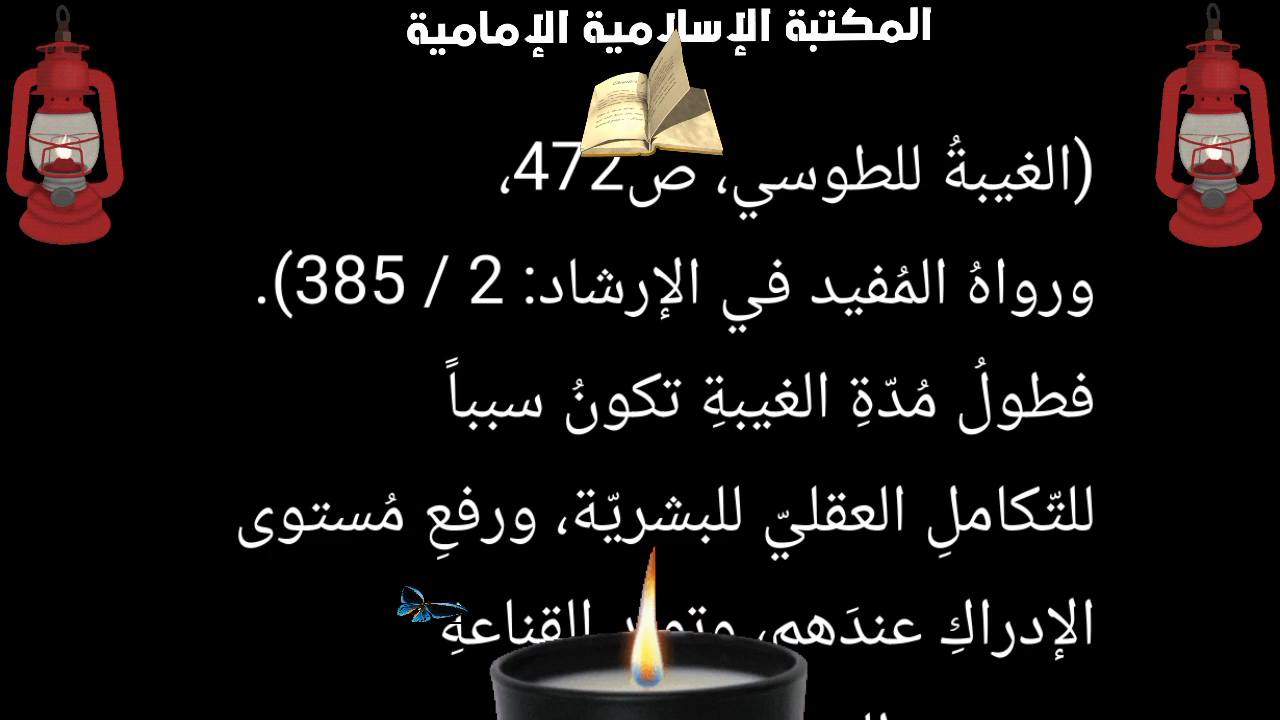 المكتبة الإسلامية الإمامية
(الغيبةُ للطوسي، ص472،
ورواهُ المُفيد في الإرشاد: 2 / 385).
فطولُ مُدّةِ الغيبةِ تكونُ سبباً
للتّكاملِ العقليّ للبشريّة، ورفعِ مُستوى
الإدراكِ عندَهم، القناعةِ